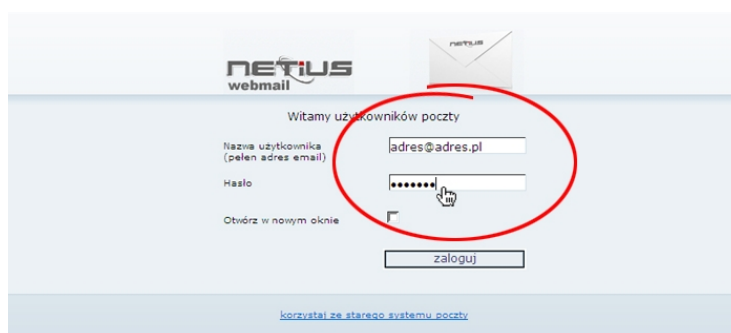 NETiUS
webmail
netius
Witamy użytkowników poczty
Nazwa użytkownika
(pełen adres email)
adres@adres.pl
Hasło
•••••••
Otwórz w nowym oknie
zaloguj
korzystaj ze starego systemu poczty